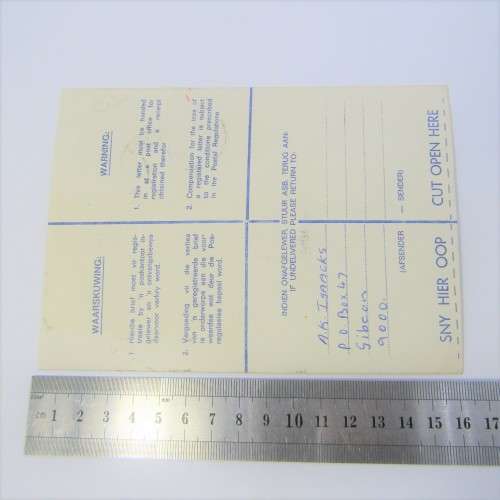 WAARSKUWING:
1 Hierdie brief moet vir regis-
trasie by 'n poskantoor in-
gelewer en 'n ontvangsbewys
daarvoor verkry word.
2. Vergoeding vir die verlies
van 'n geregistreerde brief
is onderworpe aan die voor-
waardes wat deur die Pos-
regulasies bepaal word.
WARNING:
1. This letter must be handed
in at a post office for
registration and a receipt
obtained therefor
2. Compensation for the loss of
a registered letter is subject
to the conditions prescribed
in the Postal Regulations
INDIEN ONAFGELEWER, STUUR ASB. TERUG AAN:
IF UNDELIVERED PLEASE RETURN TO:
A.K. Isaacks
P O Box 47
Gibeon
9000.
(AFSENDER — SENDER)
SNY HIER OOP CUT OPEN HERE
cm 1 2 3 4 5 6 7 8 9 10 11 12 13 14 15 16 17